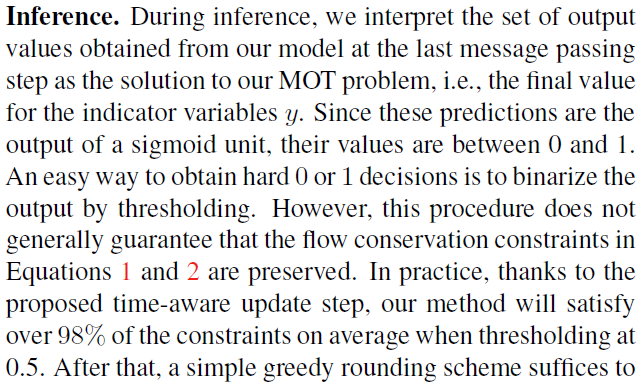 Inference. During inference, we interpret the set of output
values obtained from our model at the last message passing
step as the solution to our MOT problem, i.e., the final value
for the indicator variables y. Since these predictions are the
output of a sigmoid unit, their values are between 0 and 1.
An easy way to obtain hard 0 or 1 decisions is to binarize the
output by thresholding. However, this procedure does not
generally guarantee that the flow conservation constraints in
Equations 1 and 2 are preserved. In practice, thanks to the
proposed time-aware update step, our method will satisfy
over 98% of the constraints on average when thresholding at
0.5. After that, a simple greedy rounding scheme suffices to